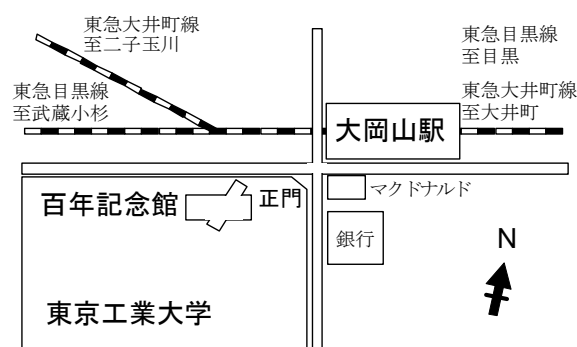 東急大井町線
至二子玉川
東急目黒線
至目黒
東急目黒線
至武蔵小杉
東急大井町線
至大井町
大岡山駅
百年記念館
正門
マクドナルド
銀行
N
東京工業大学